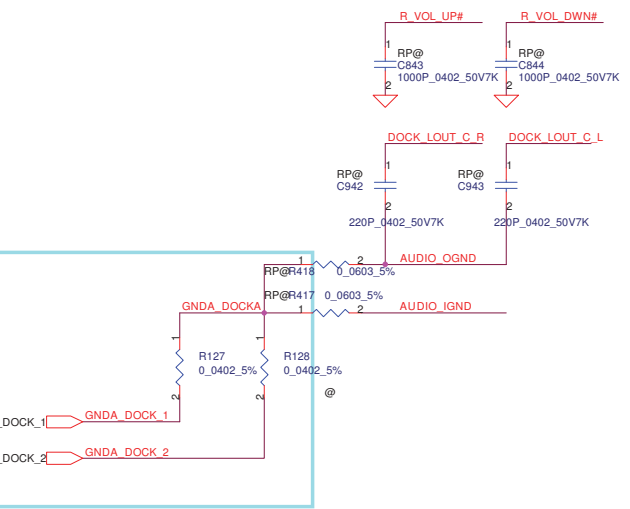 R_VOL_UP# R_VOL_DWN#
1 1
RP@ RP@
C843 C844
1000P_0402_50V7K 1000P_0402_50V7K
2 2
DOCK_LOUT_C_R DOCK_LOUT_C_L
1 1
RP@ RP@
C942 C943
2 2
220P_0402_50V7K 220P_0402_50V7K
1 2 AUDIO_OGND
RP@R418 0_0603_5%
RP@R417 0_0603_5%
GNDA_DOCKA 1 2 AUDIO_IGND
1 1
R127 R128
0_0402_5% 0_0402_5%
2 2 @
_DOCK_1 GNDA_DOCK_1
_DOCK_2 GNDA_DOCK_2